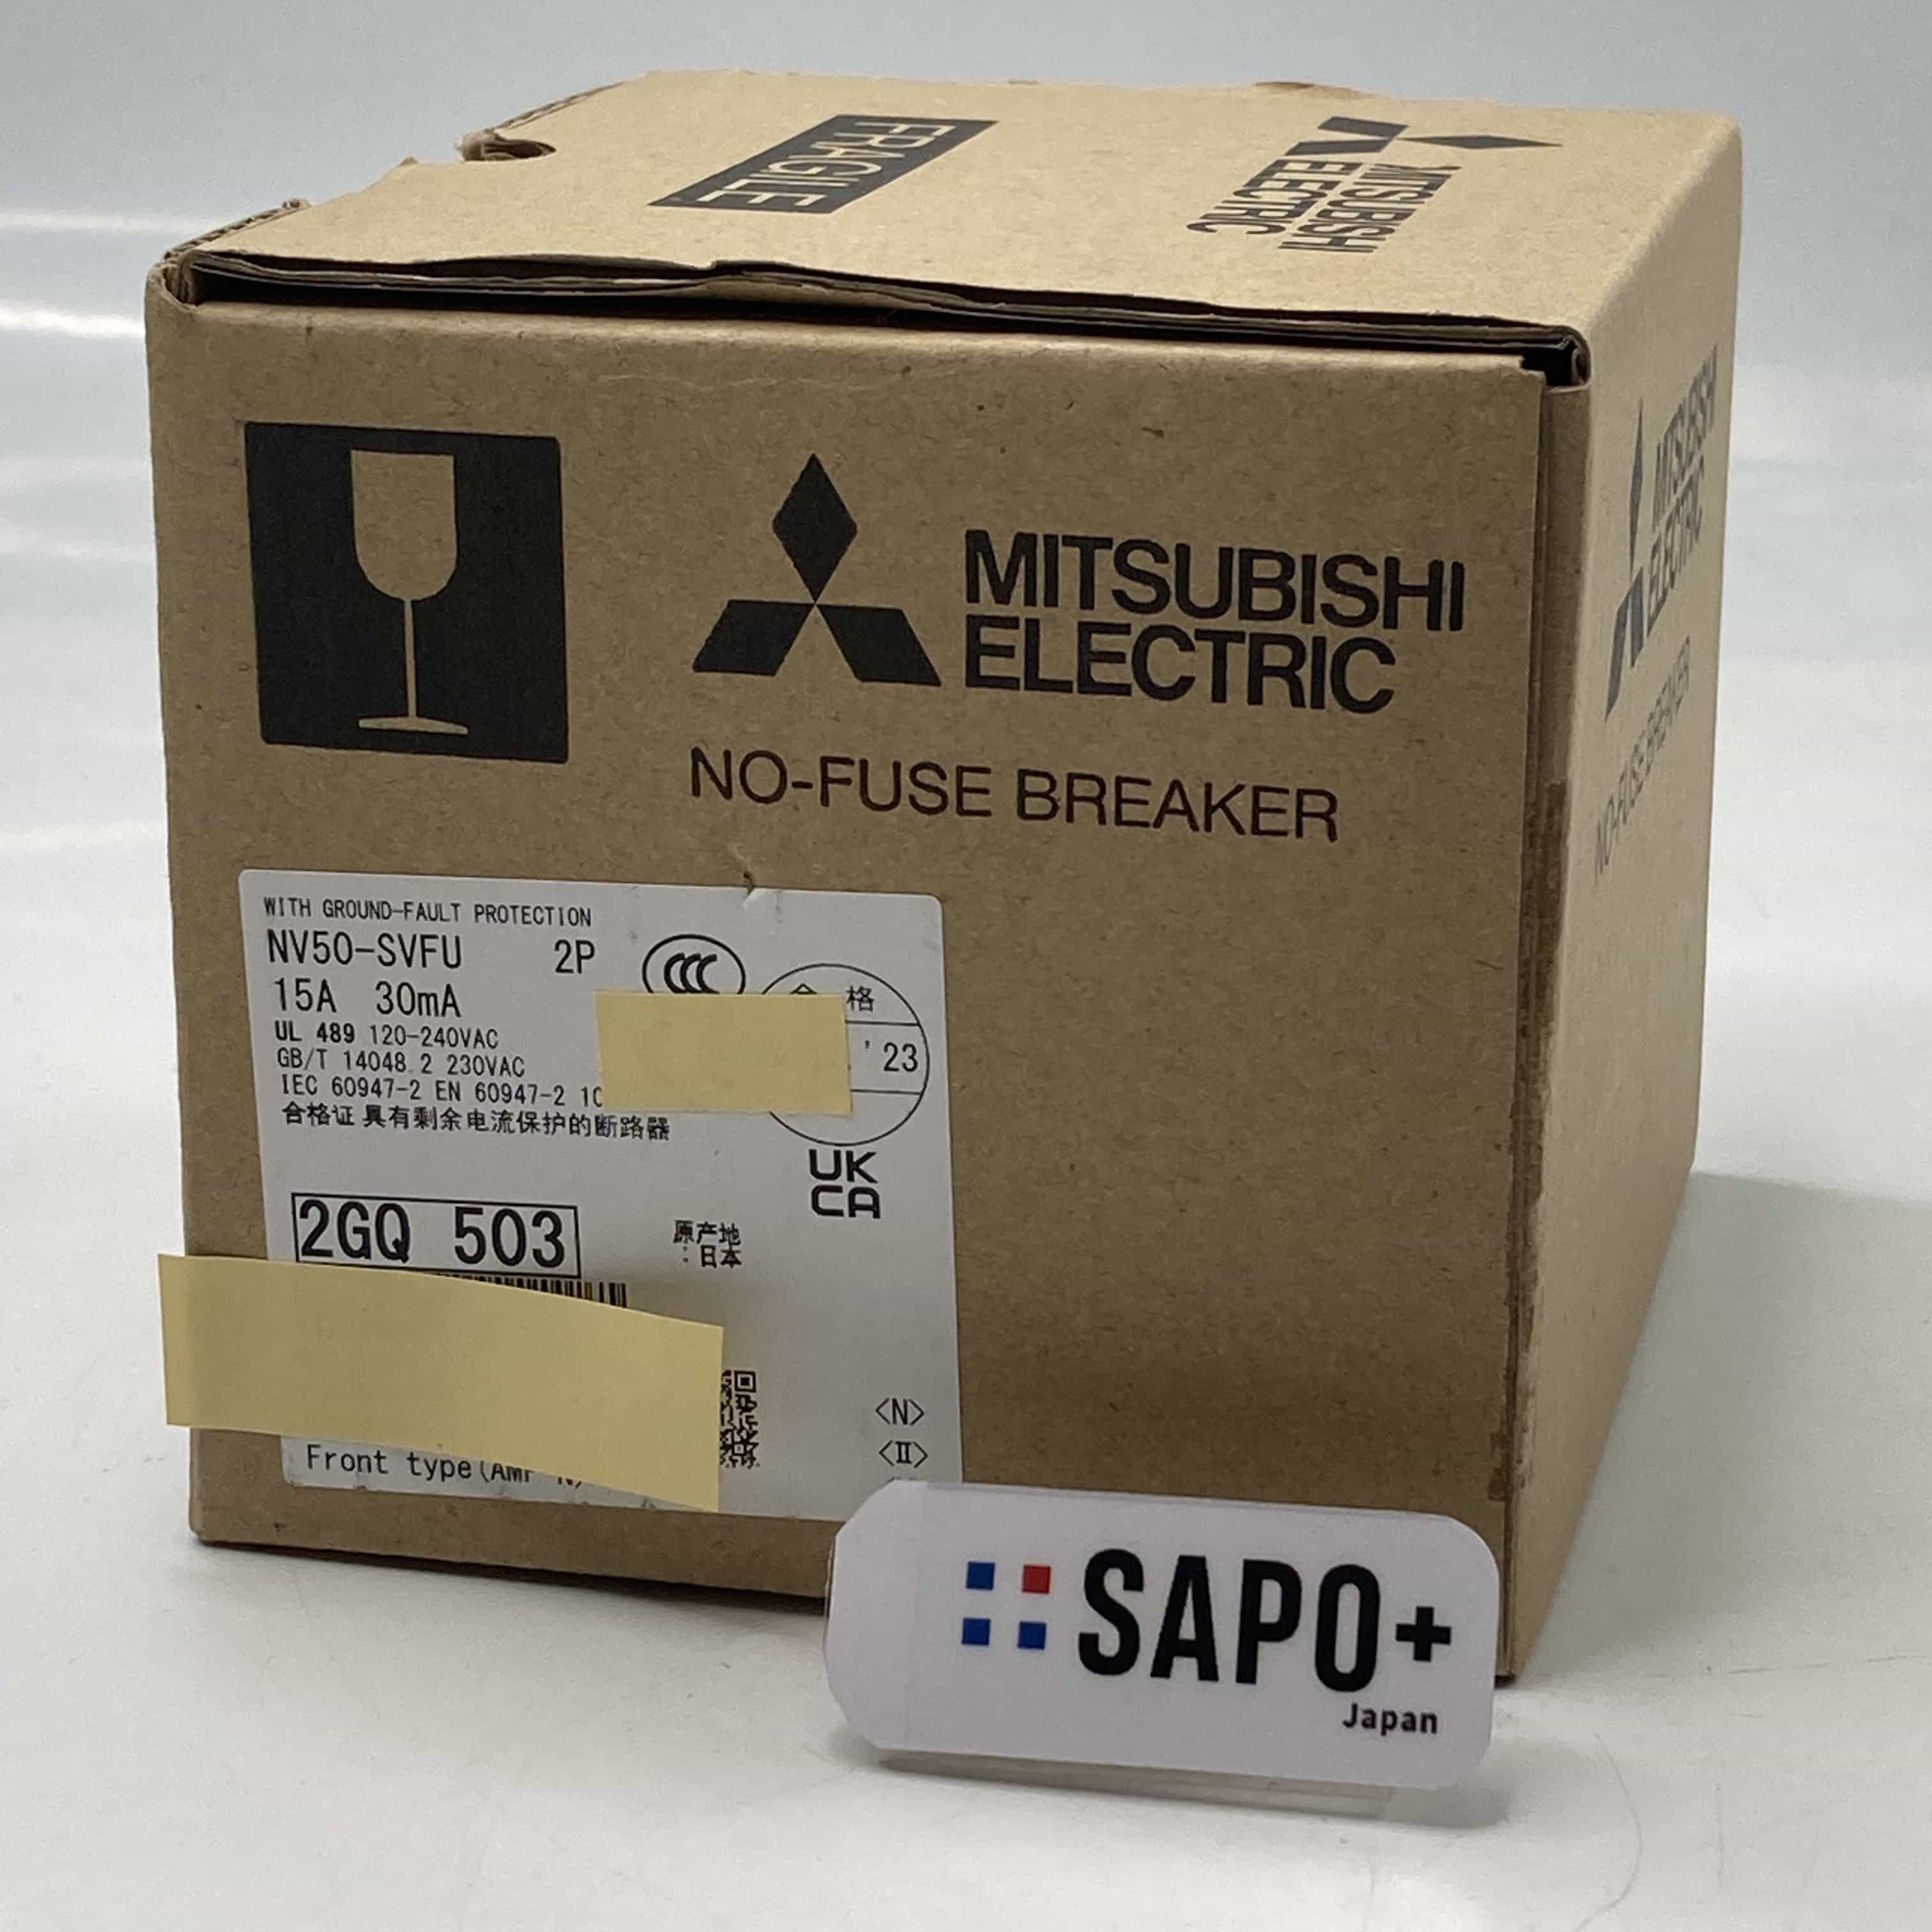 FRAGILE
MITSUBISHI
ELECTRIC
MITSUBISHI
ELECTRIC
NO-FUSE BREAKER
MITSUBISHI
ELECTRIC
NO-FUSE BREAKER
WITH GROUND-FAULT PROTECTION
NV50-SVFU 2P
CCC
15A 30mA
格
'23
UL 489 120-240VAC
GB/T 14048.2 230VAC
IEC 60947-2 EN 60947-2
合格证 具有剩余电流保护的断路器
UK
CA
2GQ 503
原产地
:日本
<N>
<II>
Front type
SAPO+
Japan